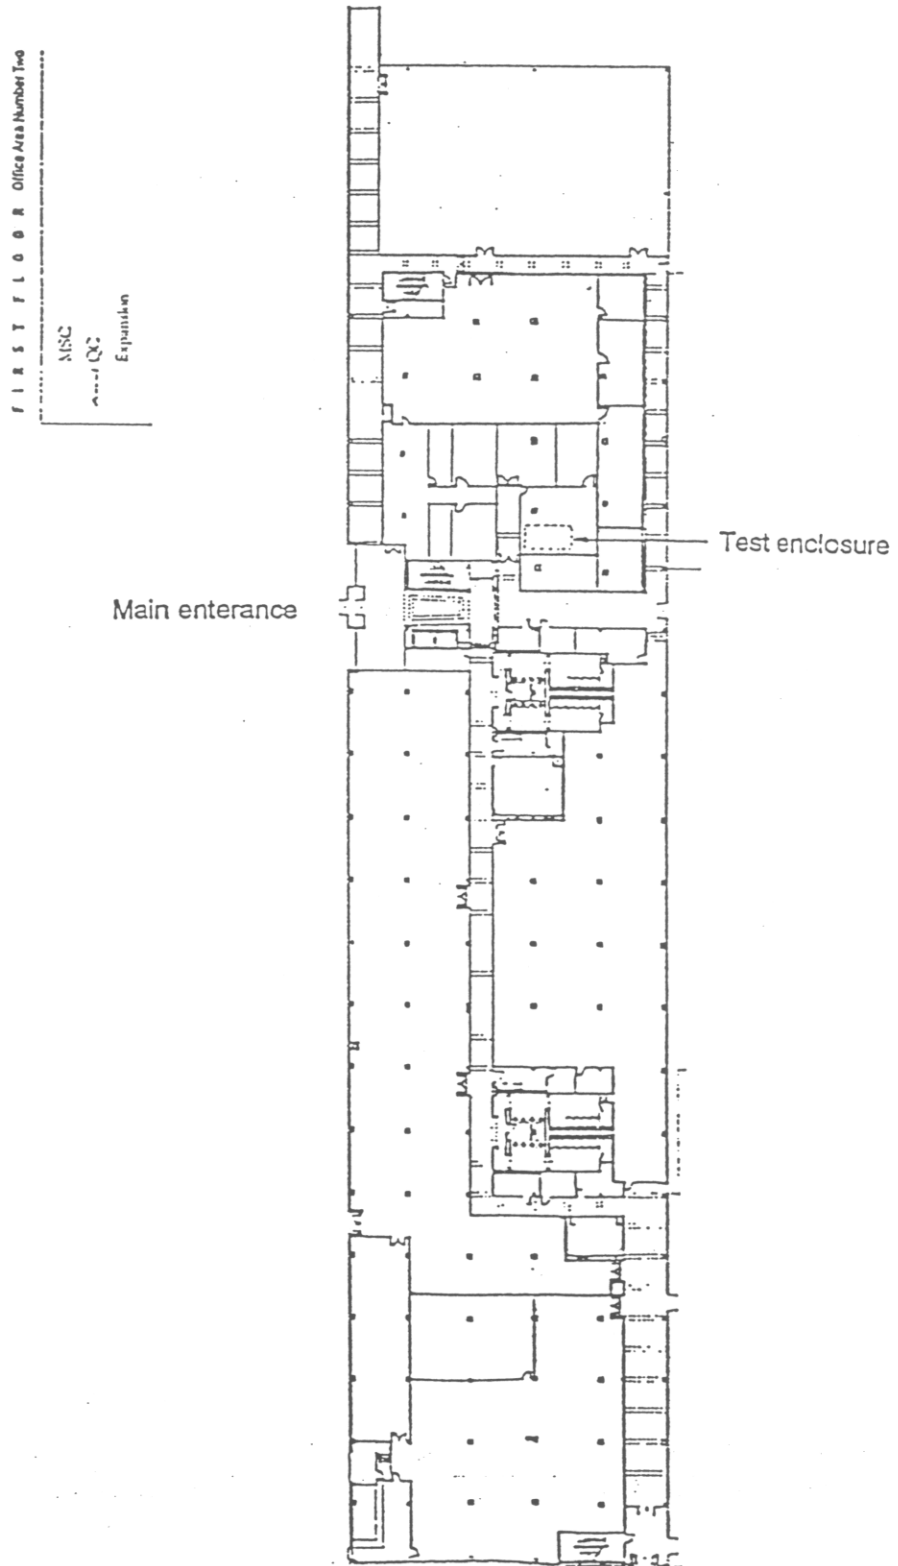 FIRST FLOOR Office Area Number Two
MSC
QC
Expansion
Test enclosure
Main enterance